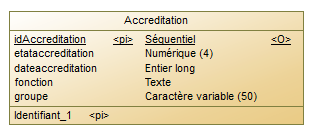 Accreditation
idAccreditation <pi> Séquentiel <O>
etataccreditation Numérique (4)
dateaccreditation Entier long
fonction Texte
groupe Caractère variable (50)
Identifiant_1 <pi>